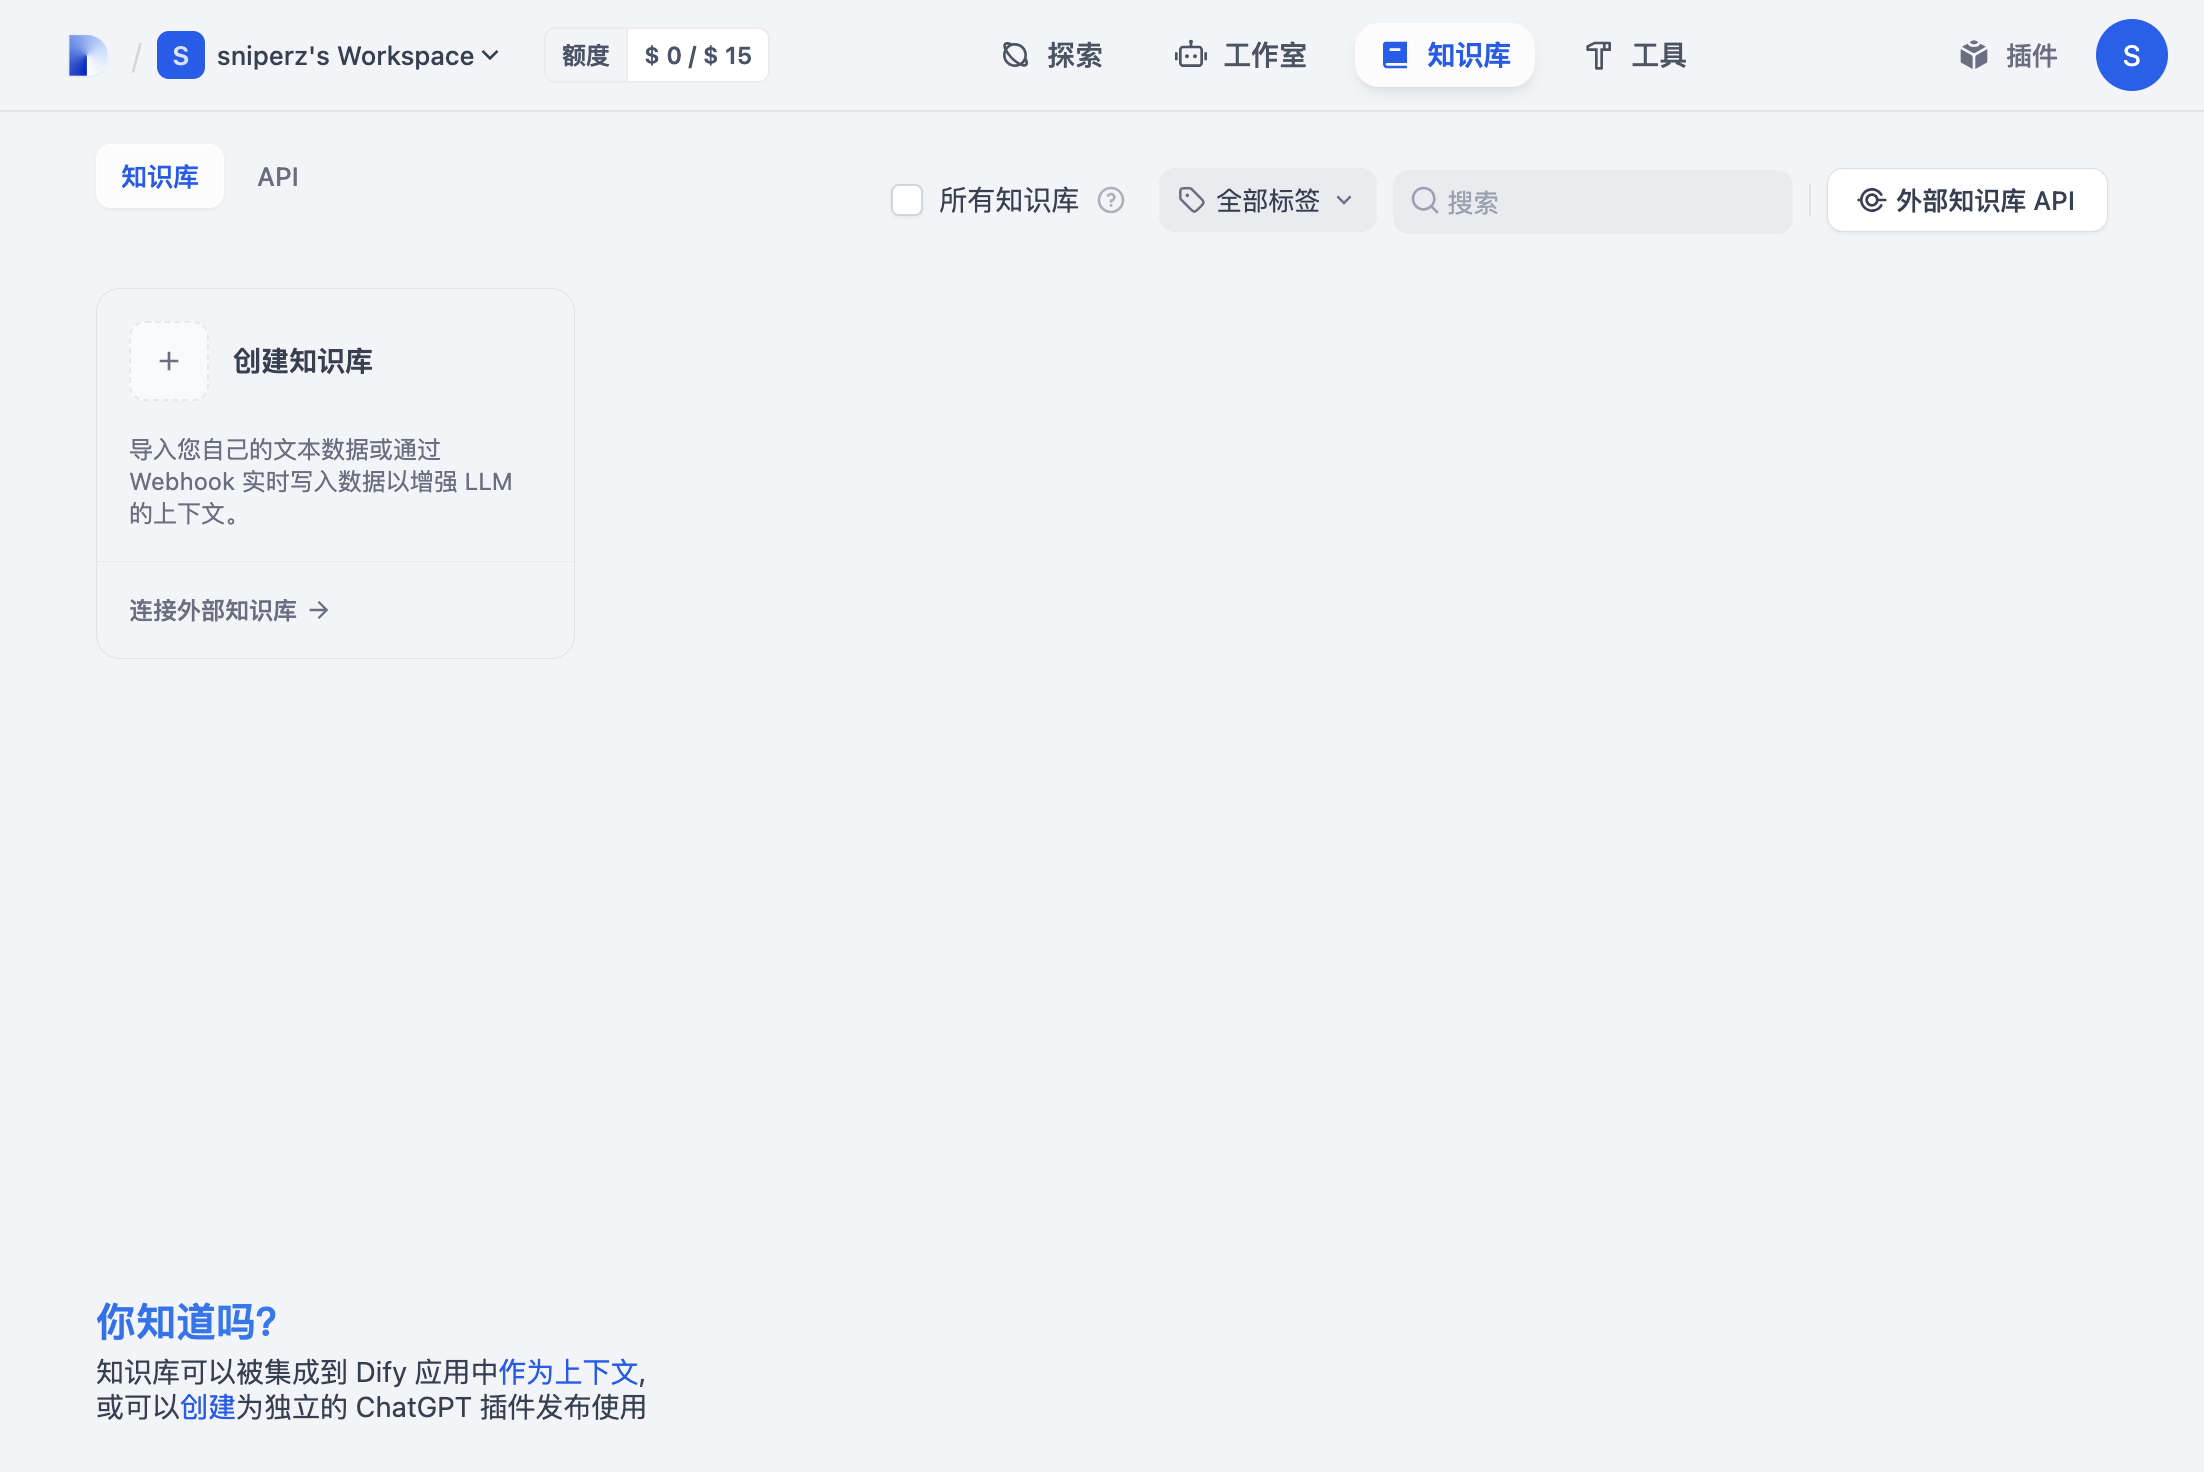 S sniperz's Workspace 额度 $ 0 / $ 15 探索 工作室 知识库 工具 插件 S
知识库 API 所有知识库 ? 全部标签 搜索 外部知识库 API
创建知识库
导入您自己的文本数据或通过
Webhook 实时写入数据以增强 LLM
的上下文。
连接外部知识库 →
你知道吗?
知识库可以被集成到 Dify 应用中作为上下文,
或可以创建为独立的 ChatGPT 插件发布使用